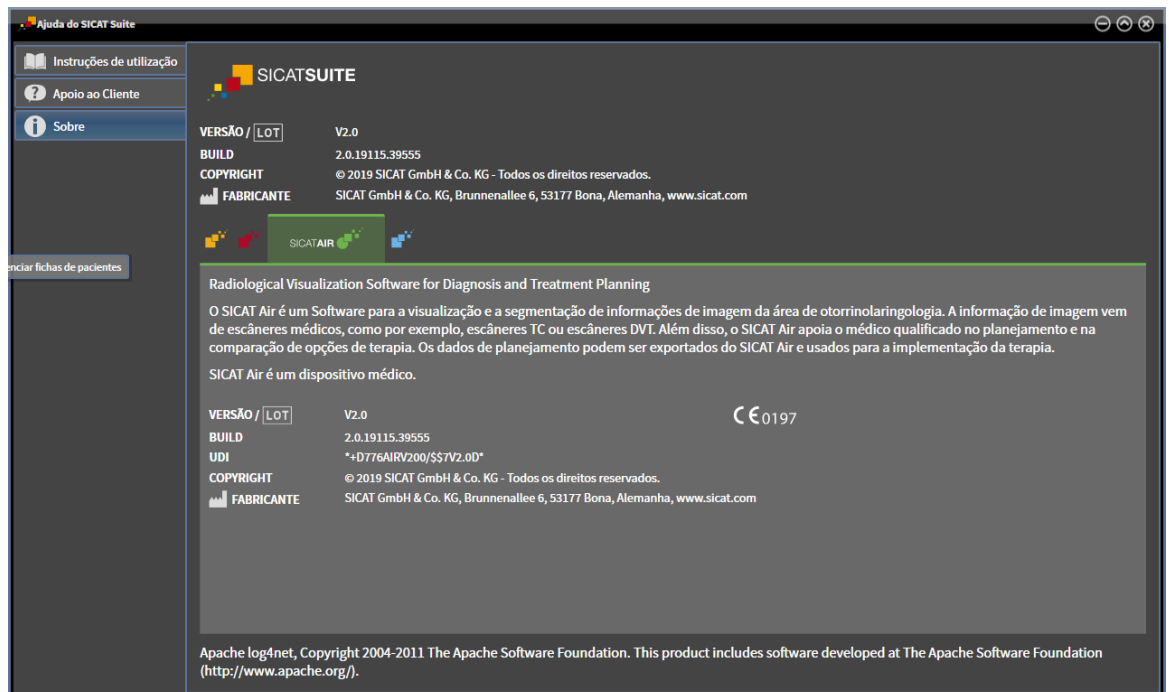 Ajuda do SICAT Suite
Instruções de utilização
Apoio ao Cliente
Sobre
SICATSUITE
VERSÃO / LOT V2.0
BUILD 2.0.19115.39555
COPYRIGHT © 2019 SICAT GmbH & Co. KG - Todos os direitos reservados.
FABRICANTE SICAT GmbH & Co. KG, Brunnenallee 6, 53177 Bona, Alemanha, www.sicat.com
SICATAIR
enciar fichas de pacientes
Radiological Visualization Software for Diagnosis and Treatment Planning
O SICAT Air é um Software para a visualização e a segmentação de informações de imagem da área de otorrinolaringologia. A informação de imagem vem
de escâneres médicos, como por exemplo, escâneres TC ou escâneres DVT. Além disso, o SICAT Air apoia o médico qualificado no planejamento e na
comparação de opções de terapia. Os dados de planejamento podem ser exportados do SICAT Air e usados para a implementação da terapia.
SICAT Air é um dispositivo médico.
VERSÃO / LOT V2.0 CE0197
BUILD 2.0.19115.39555
UDI *+D776AIRV200/$$7V2.0D*
COPYRIGHT © 2019 SICAT GmbH & Co. KG - Todos os direitos reservados.
FABRICANTE SICAT GmbH & Co. KG, Brunnenallee 6, 53177 Bona, Alemanha, www.sicat.com
Apache log4net, Copyright 2004-2011 The Apache Software Foundation. This product includes software developed at The Apache Software Foundation
(http://www.apache.org/).